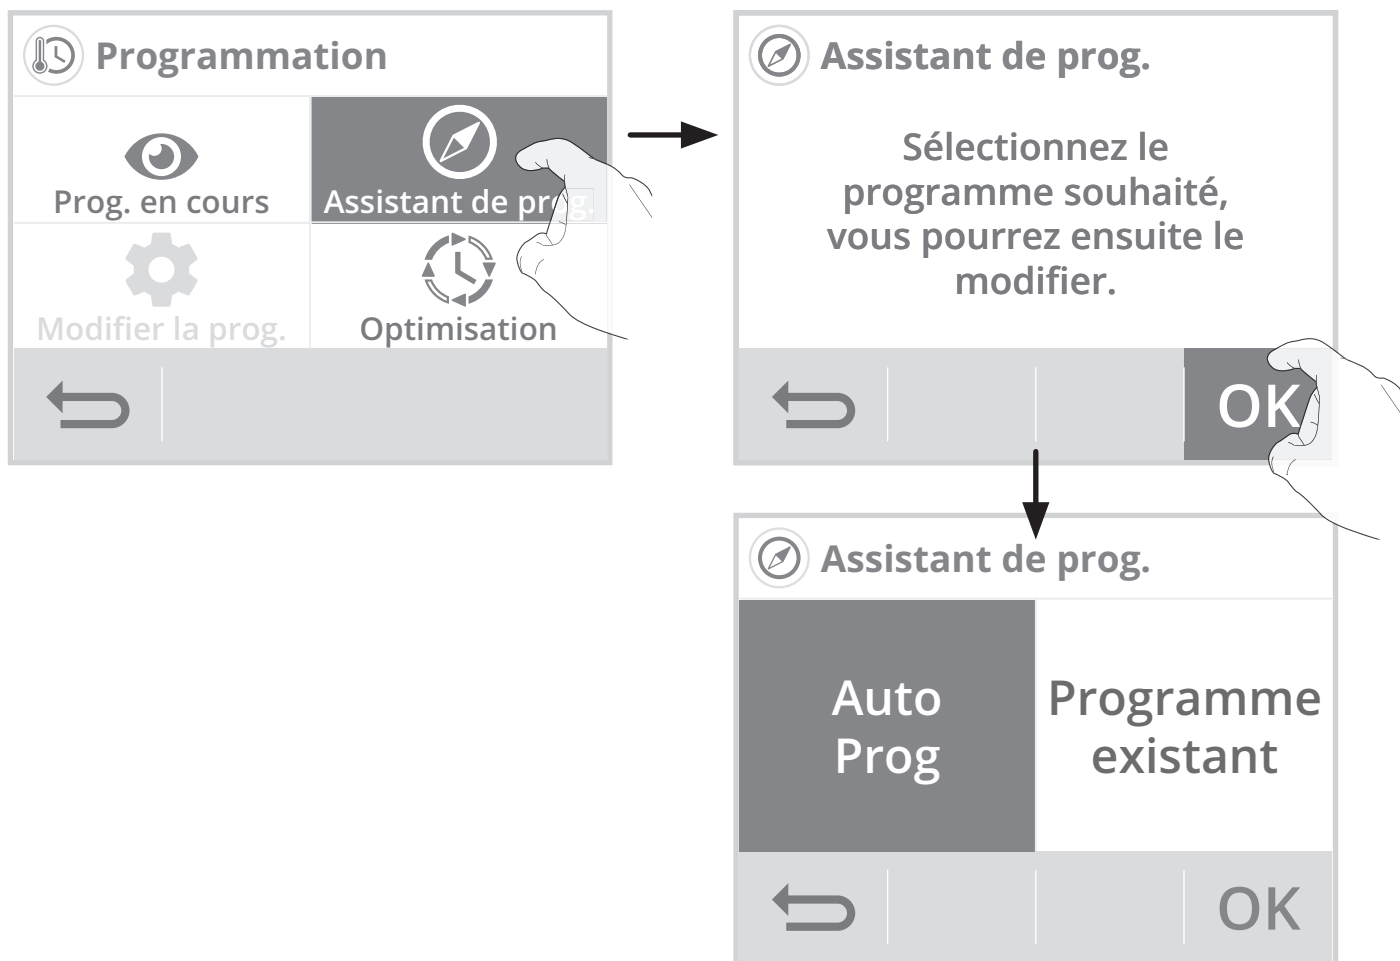 Programmation
Prog. en cours
Assistant de prog.
Modifier la prog.
Optimisation
Assistant de prog.
Sélectionnez le
programme souhaité,
vous pourrez ensuite le
modifier.
OK
Assistant de prog.
Auto
Prog
Programme
existant
OK